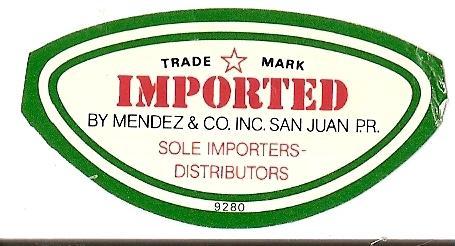 TRADE MARK
IMPORTED
BY MENDEZ & CO. INC. SAN JUAN P.R.
SOLE IMPORTERS-
DISTRIBUTORS
9280